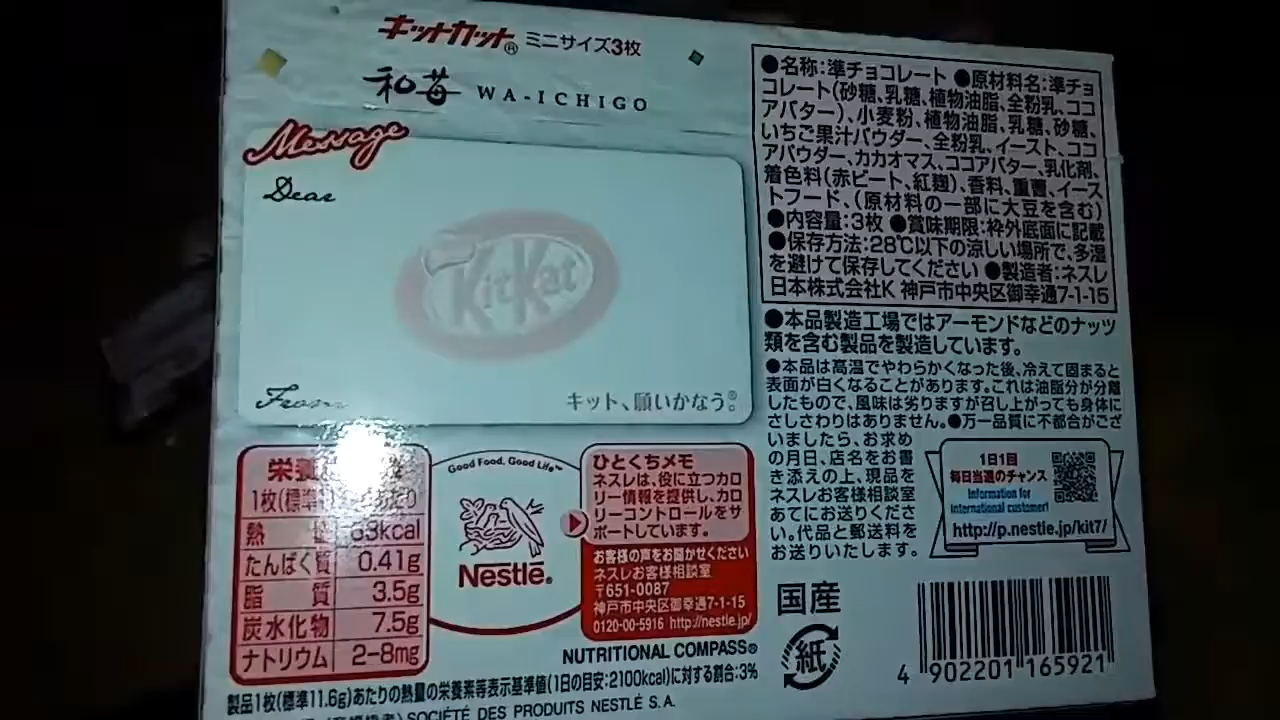 キットカット® ミニサイズ3枚
和苺 WA-ICHIGO
Message
Dear
KitKat
From
キット、願いかなう®。
●名称:準チョコレート ●原材料名:準チョ
コレート(砂糖、乳糖、植物油脂、全粉乳、ココ
アバター)、小麦粉、植物油脂、乳糖、砂糖、
いちご果汁パウダー、全粉乳、イースト、ココ
アパウダー、カカオマス、ココアバター、乳化剤、
着色料(赤ビート、紅麹)、香料、重曹、イース
トフード、(原材料の一部に大豆を含む)
●内容量:3枚 ●賞味期限:枠外底面に記載
●保存方法:28℃以下の涼しい場所で、多湿
を避けて保存してください ●製造者:ネスレ
日本株式会社K 神戸市中央区御幸通7-1-15
●本品製造工場ではアーモンドなどのナッツ
類を含む製品を製造しています。
●本品は高温でやわらかくなった後、冷えて固まると
表面が白くなることがあります。これは油脂分が分離
したもので、風味は劣りますが召し上がっても身体に
さしさわりはありません。●万一品質に不都合がござ
いましたら、お求め
の月日、店名をお書
き添えの上、現品を
ネスレお客様相談室
あてにお送りくださ
い。代品と郵送料を
お送りいたします。
1日1回
毎日当選のチャンス
Information for
International customer!
http://p.nestle.jp/kit7/
栄養
1枚(標準
熱 kcal
たんぱく質 0.41g
脂質 3.5g
炭水化物 7.5g
ナトリウム 2-8mg
Good Food, Good Life™
Nestlé®
ひとくちメモ
ネスレは、役に立つカロ
リー情報を提供し、カロ
リーコントロールをサ
ポートしています。
お客様の声をお聞かせください
ネスレお客様相談室
〒651-0087
神戸市中央区御幸通7-1-15
0120-00-5916 http://nestle.jp/
NUTRITIONAL COMPASS®
製品1枚(標準11.6g)あたりの熱量の栄養素等表示基準値(1日の目安:2100kcal)に対する割合:3%
SOCIÉTÉ DES PRODUITS NESTLÉ S.A.
国産
紙
4 902201 165921